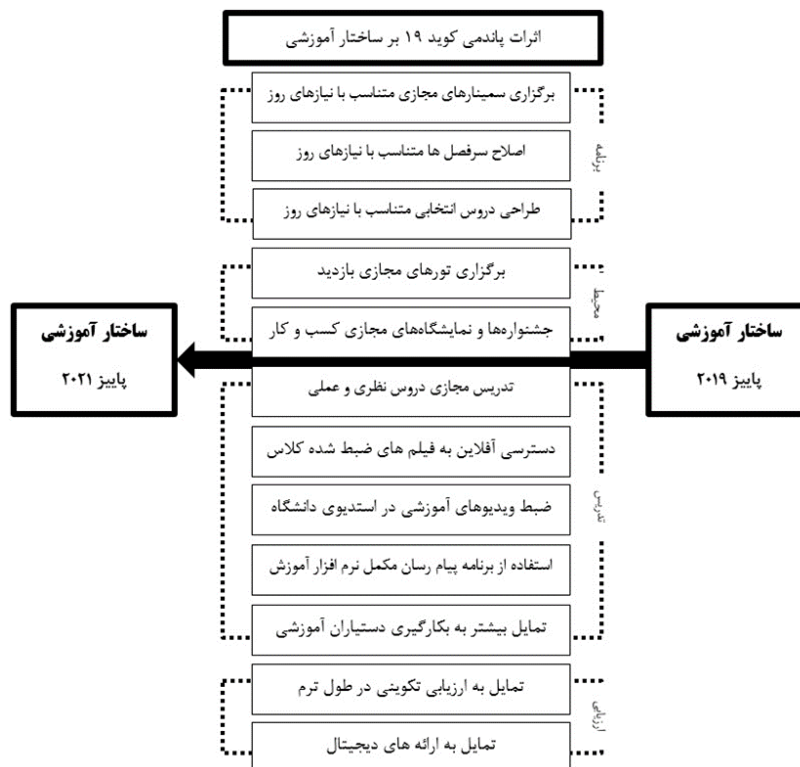 اثرات پاندمی کوید ۱۹ بر ساختار آموزشی
برنامه
برگزاری سمینارهای مجازی متناسب با نیازهای روز
اصلاح سرفصل ها متناسب با نیازهای روز
طراحی دروس انتخابی متناسب با نیازهای روز
محیط
برگزاری تورهای مجازی بازدید
جشنواره‌ها و نمایشگاه‌های مجازی کسب و کار
ساختار آموزشی
پاییز ۲۰۱۹
ساختار آموزشی
پاییز ۲۰۲۱
تدریس
تدریس مجازی دروس نظری و عملی
دسترسی آفلاین به فیلم های ضبط شده کلاس
ضبط ویدیوهای آموزشی در استدیوی دانشگاه
استفاده از برنامه پیام رسان مکمل نرم افزار آموزش
تمایل بیشتر به بکارگیری دستیاران آموزشی
ارزیابی
تمایل به ارزیابی تکوینی در طول ترم
تمایل به ارائه های دیجیتال